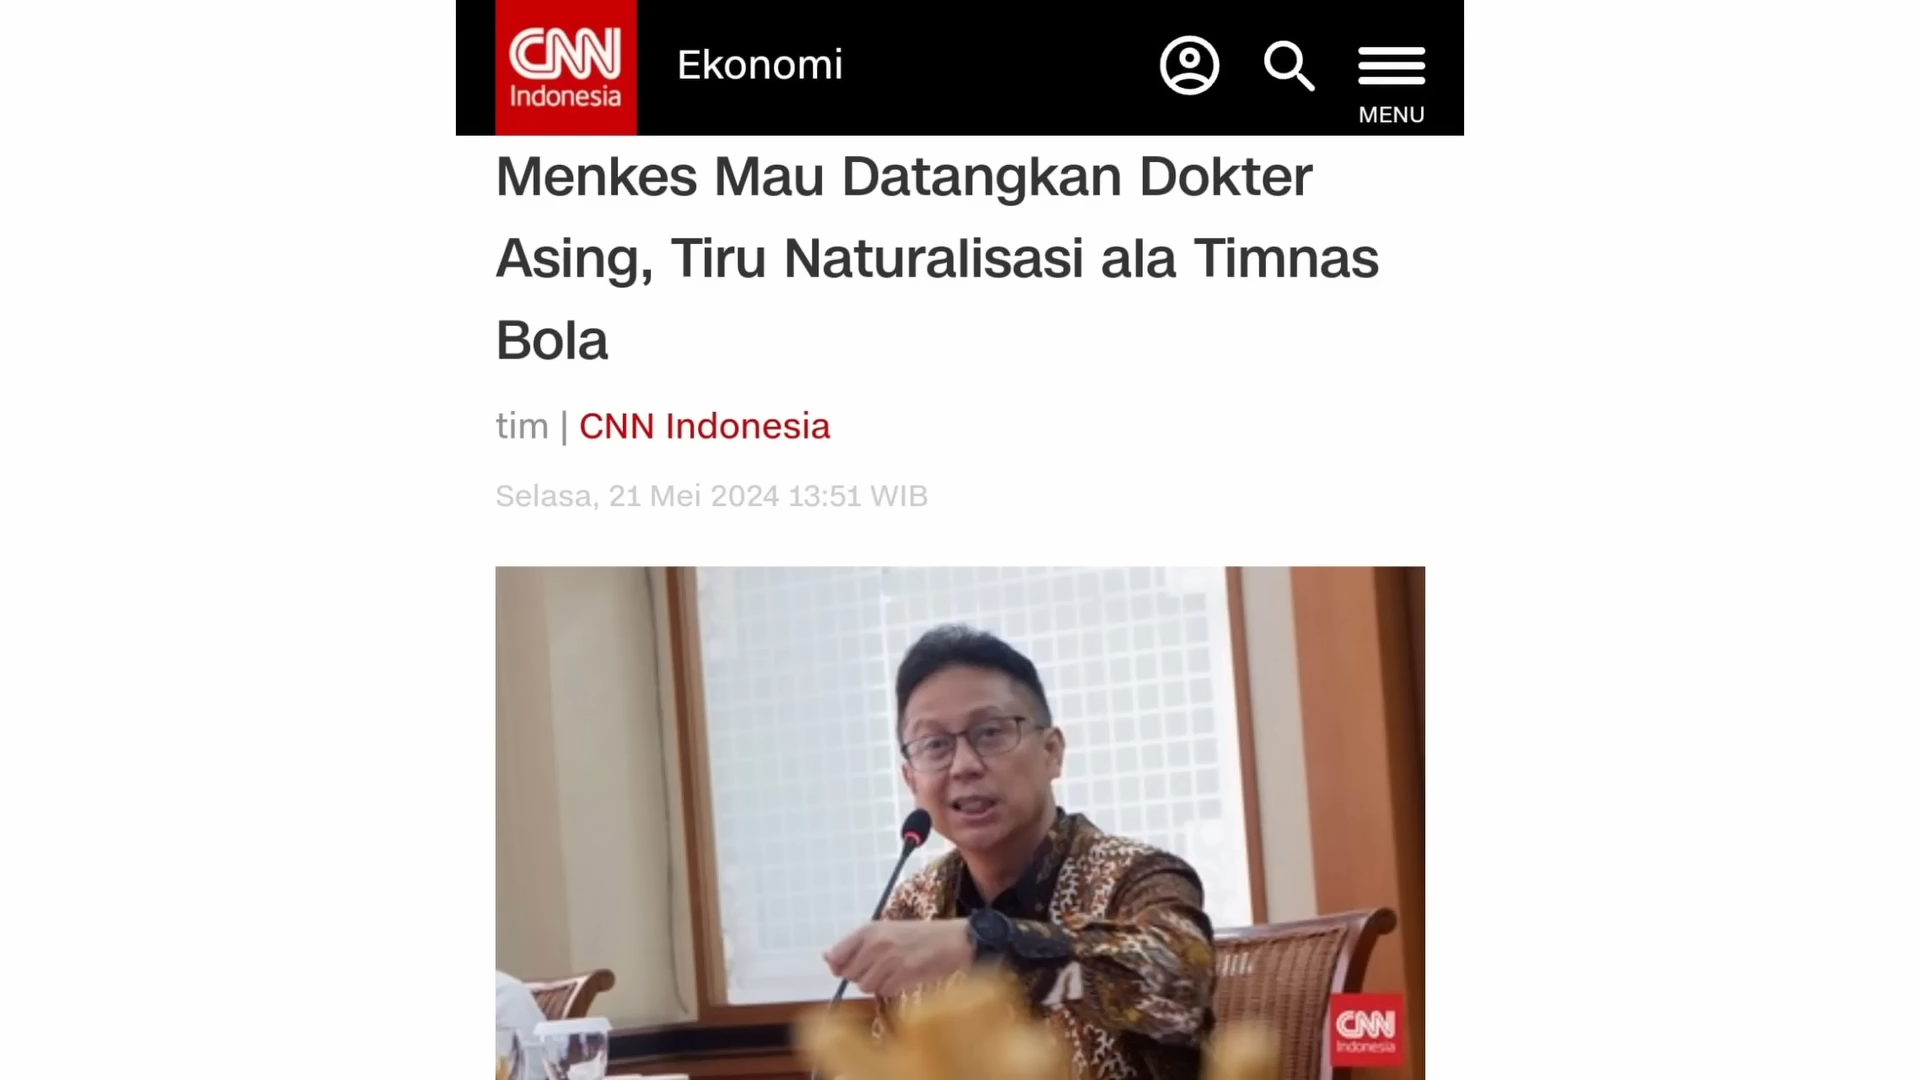 CNN
Indonesia
Ekonomi
MENU
Menkes Mau Datangkan Dokter
Asing, Tiru Naturalisasi ala Timnas
Bola
tim | CNN Indonesia
Selasa, 21 Mei 2024 13:51 WIB
CNN
Indonesia